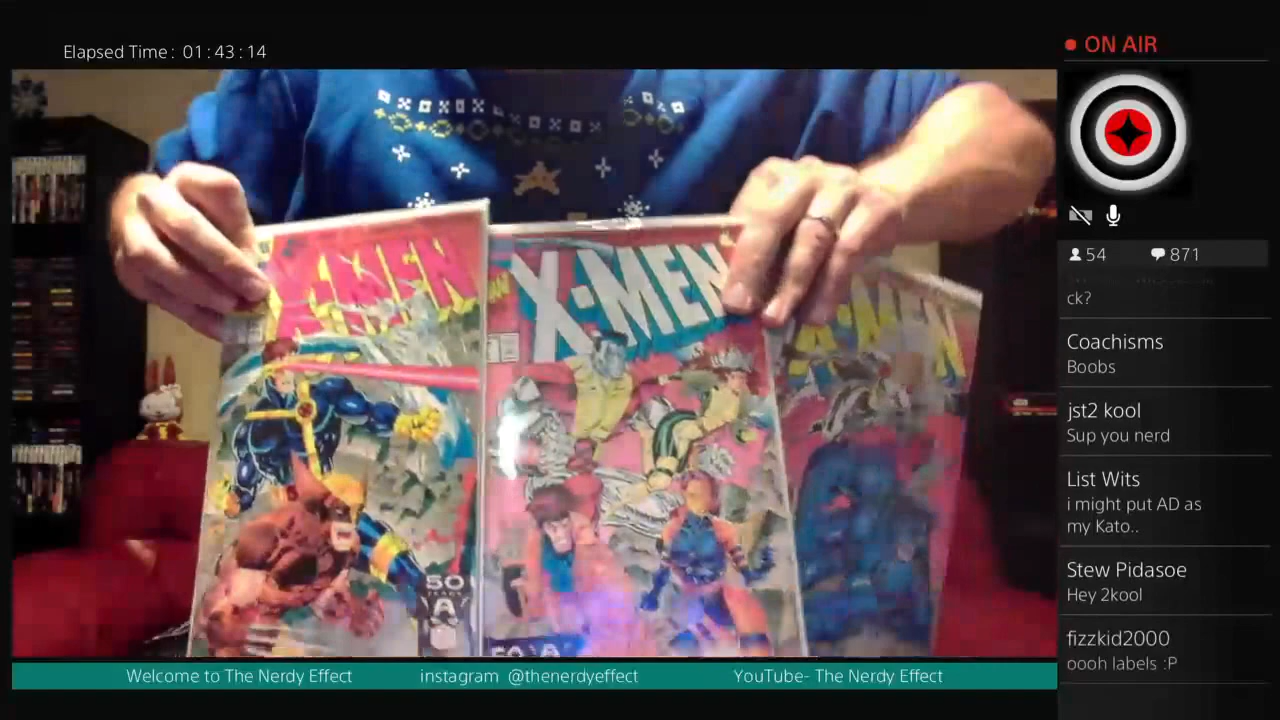 Elapsed Time: 01:43:14
ON AIR
54
871
ck?
Coachisms
Boobs
jst2 kool
Sup you nerd
List Wits
i might put AD as
my Kato..
Stew Pidasoe
Hey 2kool
fizzkid2000
oooh labels :P
X-MEN
X-MEN
X-MEN
50
YEARS
Welcome to The Nerdy Effect
instagram @thenerdyeffect
YouTube- The Nerdy Effect